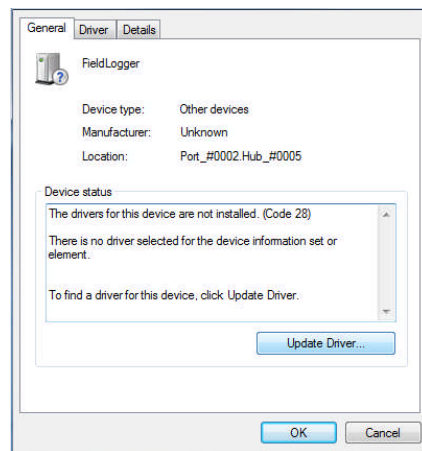 General Driver Details
FieldLogger
Device type: Other devices
Manufacturer: Unknown
Location: Port_#0002.Hub_#0005
Device status
The drivers for this device are not installed. (Code 28)
There is no driver selected for the device information set or
element.
To find a driver for this device, click Update Driver.
Update Driver...
OK Cancel